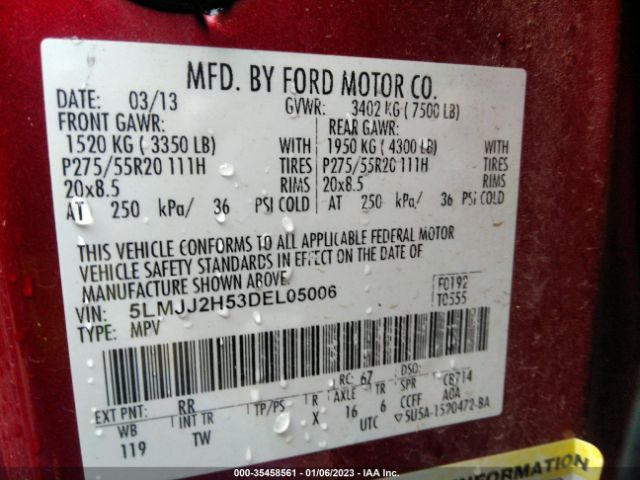 MFD. BY FORD MOTOR CO.
DATE: 03/13 GVWR: 3402 KG ( 7500 LB)
FRONT GAWR: REAR GAWR:
1520 KG ( 3350 LB) WITH 1950 KG ( 4300 LB) WITH
P275/55R20 111H TIRES P275/55R20 111H TIRES
20x8.5 RIMS 20x8.5 RIMS
AT 250 kPa/ 36 PSI COLD AT 250 kPa/ 36 PSI COLD
THIS VEHICLE CONFORMS TO ALL APPLICABLE FEDERAL MOTOR
VEHICLE SAFETY STANDARDS IN EFFECT ON THE DATE OF
MANUFACTURE SHOWN ABOVE.
VIN: 5LMJJ2H53DEL05006 F0192
TYPE: MPV T0555
EXT PNT: RR RC: 67 DSO:
WB INT TR TP/PS R AXLE TR SPR C8714
119 TW X 16 6 CCFF AOA
UTC 5U5A-1520472-BA
INFORMATION
000-35458561 | 01/06/2023 | IAA Inc.